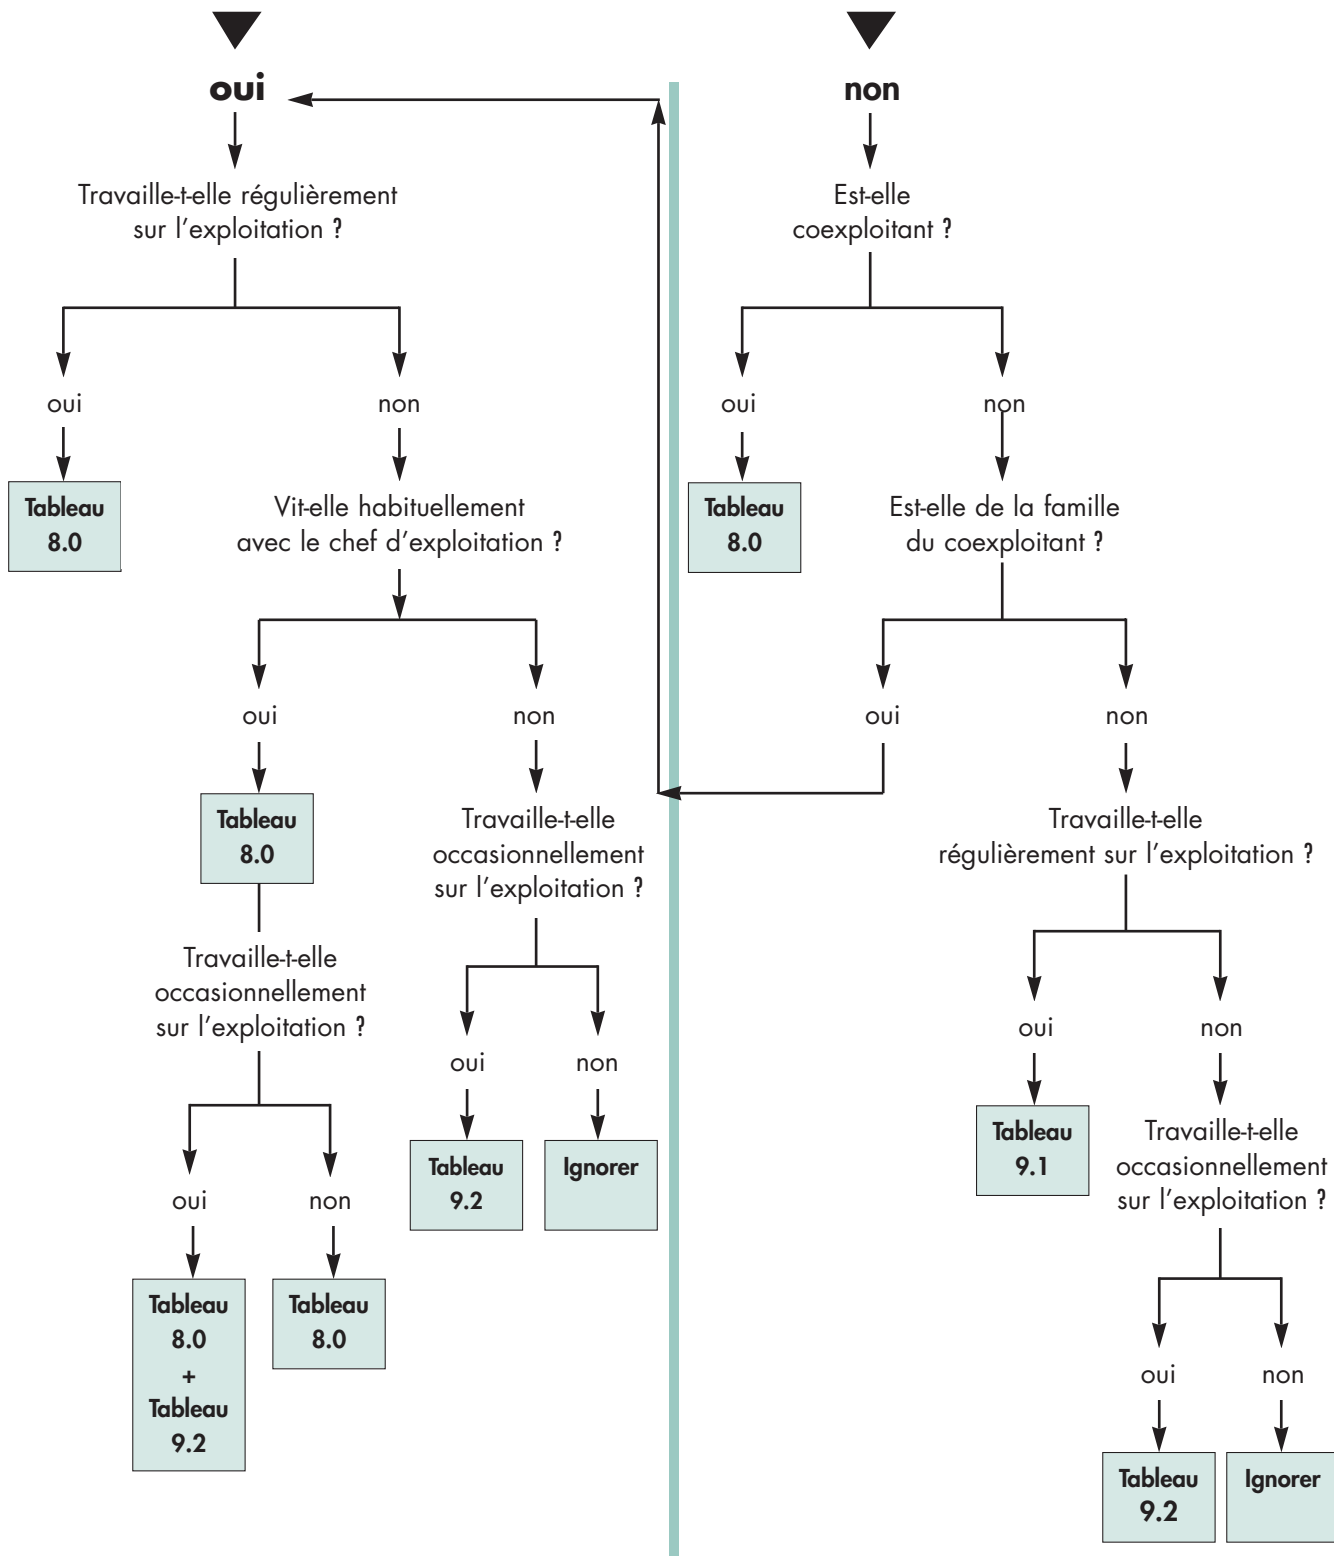 oui
Travaille-t-elle régulièrement
sur l'exploitation ?
oui
non
Tableau
8.0
Vit-elle habituellement
avec le chef d'exploitation ?
oui
non
Tableau
8.0
Travaille-t-elle
occasionnellement
sur l'exploitation ?
oui
non
Tableau
8.0
+
Tableau
9.2
Tableau
8.0
Travaille-t-elle
occasionnellement
sur l'exploitation ?
oui
non
Tableau
9.2
Ignorer
non
Est-elle
coexploitant ?
oui
non
Tableau
8.0
Est-elle de la famille
du coexploitant ?
oui
non
Travaille-t-elle
régulièrement sur l'exploitation ?
oui
non
Tableau
9.1
Travaille-t-elle
occasionnellement
sur l'exploitation ?
oui
non
Tableau
9.2
Ignorer